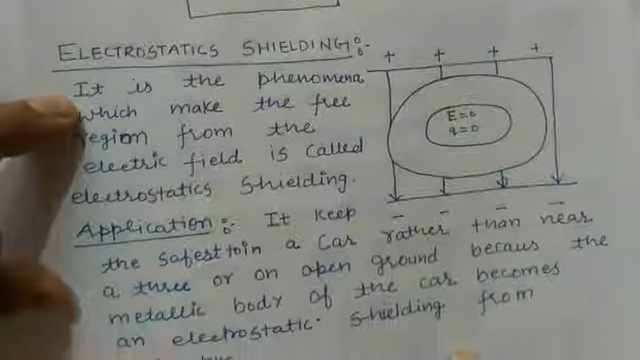 ELECTROSTATICS SHIELDING:-
+ + + +
It is the phenomena
which make the free
region from the
electric field is called
electrostatics shielding.
E=0
q=0
- - - -
Application: It keep
the safest to in a car rather than near
a three or on open ground becaus the
metallic body of the car becomes
an electrostatic. shielding from